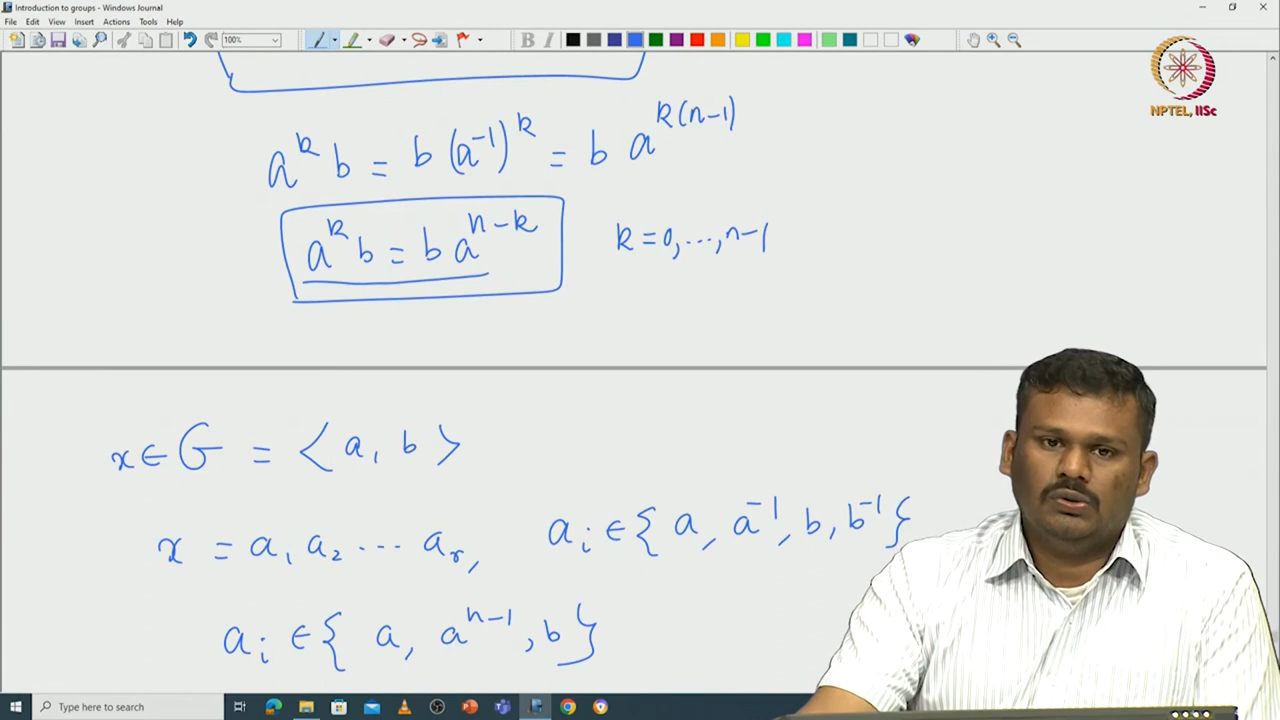 Introduction to groups - Windows Journal
File Edit View Insert Actions Tools Help
100%
B I
NPTEL, IISc
a^k b = b (a^{-1})^k = b a^{k(n-1)}
a^k b = b a^{n-k} k = 0, ..., n-1
x ∈ G = < a, b >
x = a_1 a_2 ... a_r, a_i ∈ { a, a^{-1}, b, b^{-1} }
a_i ∈ { a, a^{n-1}, b }
Type here to search